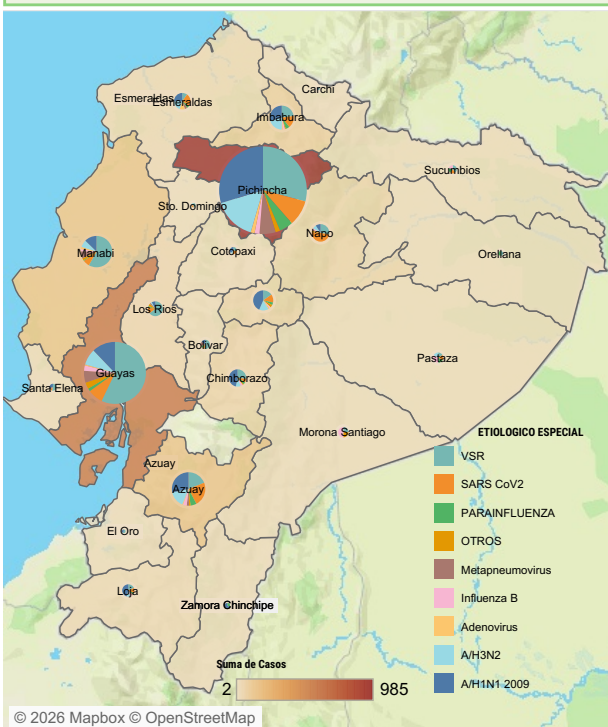 Carchi
Esmeraldas
Esmeraldas
Imbabura
Sucumbios
Pichincha
Sto. Domingo
Napo
Cotopaxi
Orellana
Manabi
Los Rios
Bolivar
Pastaza
Guayas
Chimborazo
Santa Elena
Morona Santiago
Azuay
Azuay
El Oro
Loja
Zamora Chinchipe
ETIOLOGICO ESPECIAL
VSR
SARS CoV2
PARAINFLUENZA
OTROS
Metapneumovirus
Influenza B
Adenovirus
A/H3N2
A/H1N1 2009
Suma de Casos
2 985
© 2026 Mapbox © OpenStreetMap